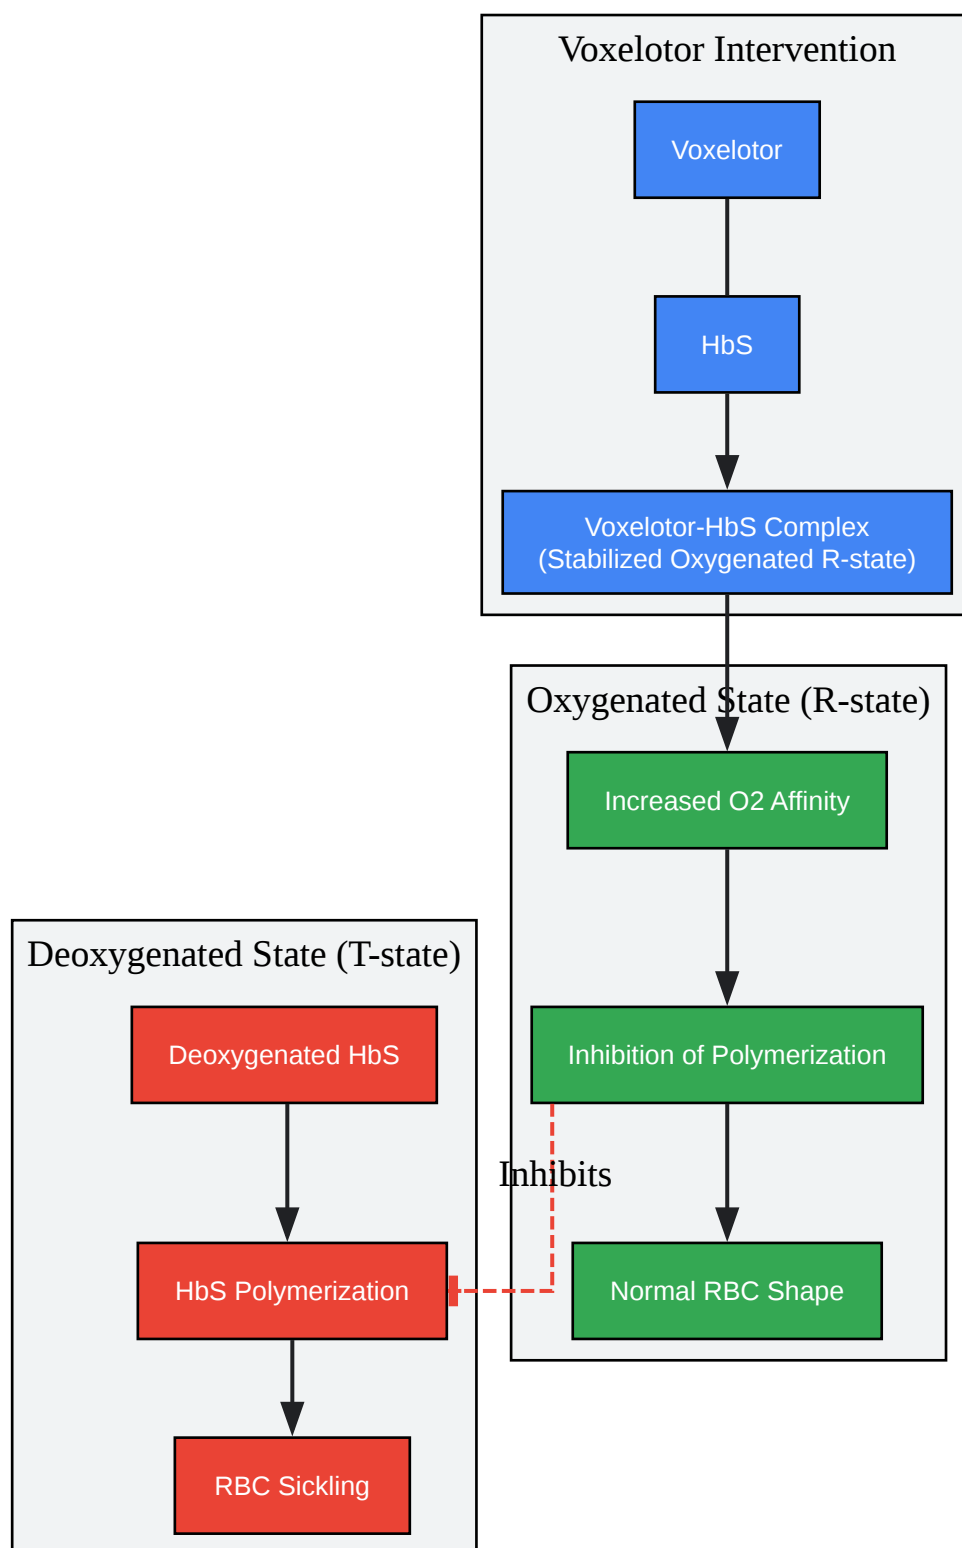 Voxelotor Intervention
Voxelotor
HbS
Voxelotor-HbS Complex
(Stabilized Oxygenated R-state)
Oxygenated State (R-state)
Increased O2 Affinity
Inhibition of Polymerization
Inhibits
Normal RBC Shape
Deoxygenated State (T-state)
Deoxygenated HbS
HbS Polymerization
RBC Sickling